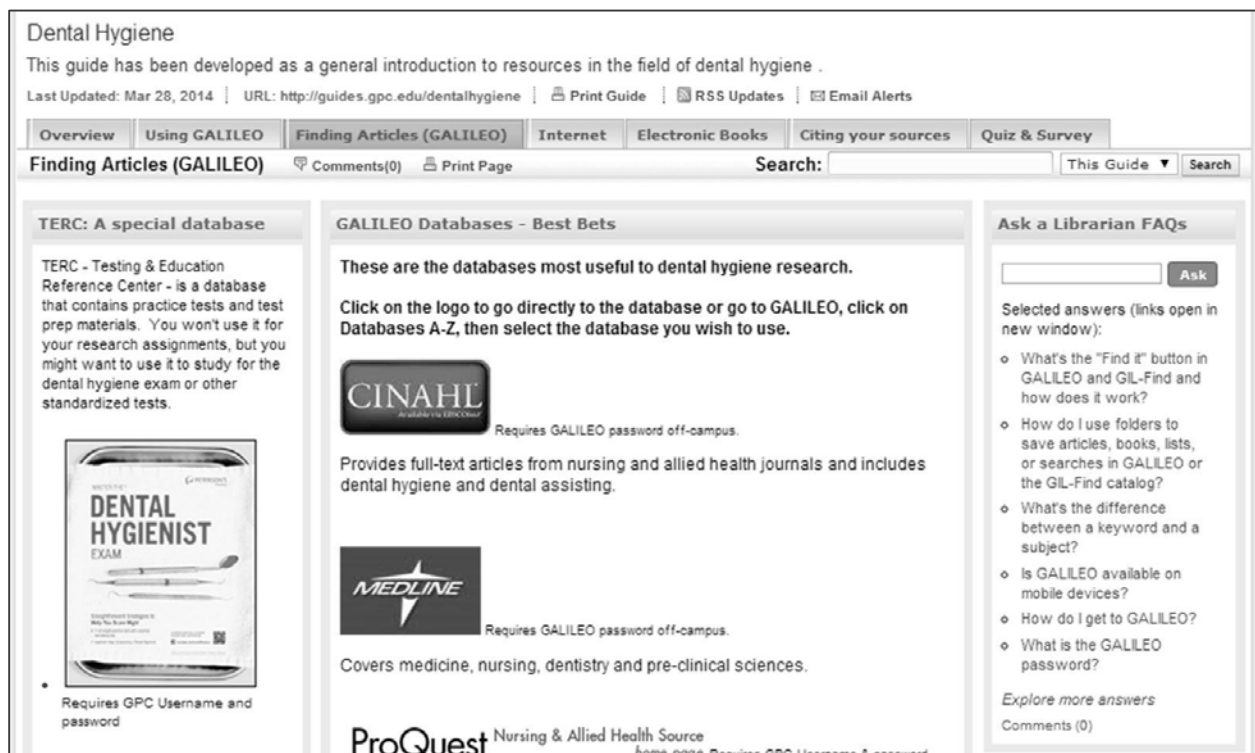 Dental Hygiene
This guide has been developed as a general introduction to resources in the field of dental hygiene .
Last Updated: Mar 28, 2014 URL: http://guides.gpc.edu/dentalhygiene Print Guide RSS Updates Email Alerts
Overview Using GALILEO Finding Articles (GALILEO) Internet Electronic Books Citing your sources Quiz & Survey
Finding Articles (GALILEO) Comments(0) Print Page Search: This Guide ▼ Search
TERC: A special database
TERC - Testing & Education
Reference Center - is a database
that contains practice tests and test
prep materials. You won't use it for
your research assignments, but you
might want to use it to study for the
dental hygiene exam or other
standardized tests.
PETERSON'S
MASTER THE
DENTAL
HYGIENIST
EXAM
Requires GPC Username and
password
GALILEO Databases - Best Bets
These are the databases most useful to dental hygiene research.
Click on the logo to go directly to the database or go to GALILEO, click on
Databases A-Z, then select the database you wish to use.
CINAHL
Available via EBSCOhost
Requires GALILEO password off-campus.
Provides full-text articles from nursing and allied health journals and includes
dental hygiene and dental assisting.
MEDLINE
Requires GALILEO password off-campus.
Covers medicine, nursing, dentistry and pre-clinical sciences.
ProQuest Nursing & Allied Health Source
home page Requires GPC Username & password
Ask a Librarian FAQs
Ask
Selected answers (links open in
new window):
What's the "Find it" button in
GALILEO and GIL-Find and
how does it work?
How do I use folders to
save articles, books, lists,
or searches in GALILEO or
the GIL-Find catalog?
What's the difference
between a keyword and a
subject?
Is GALILEO available on
mobile devices?
How do I get to GALILEO?
What is the GALILEO
password?
Explore more answers
Comments (0)